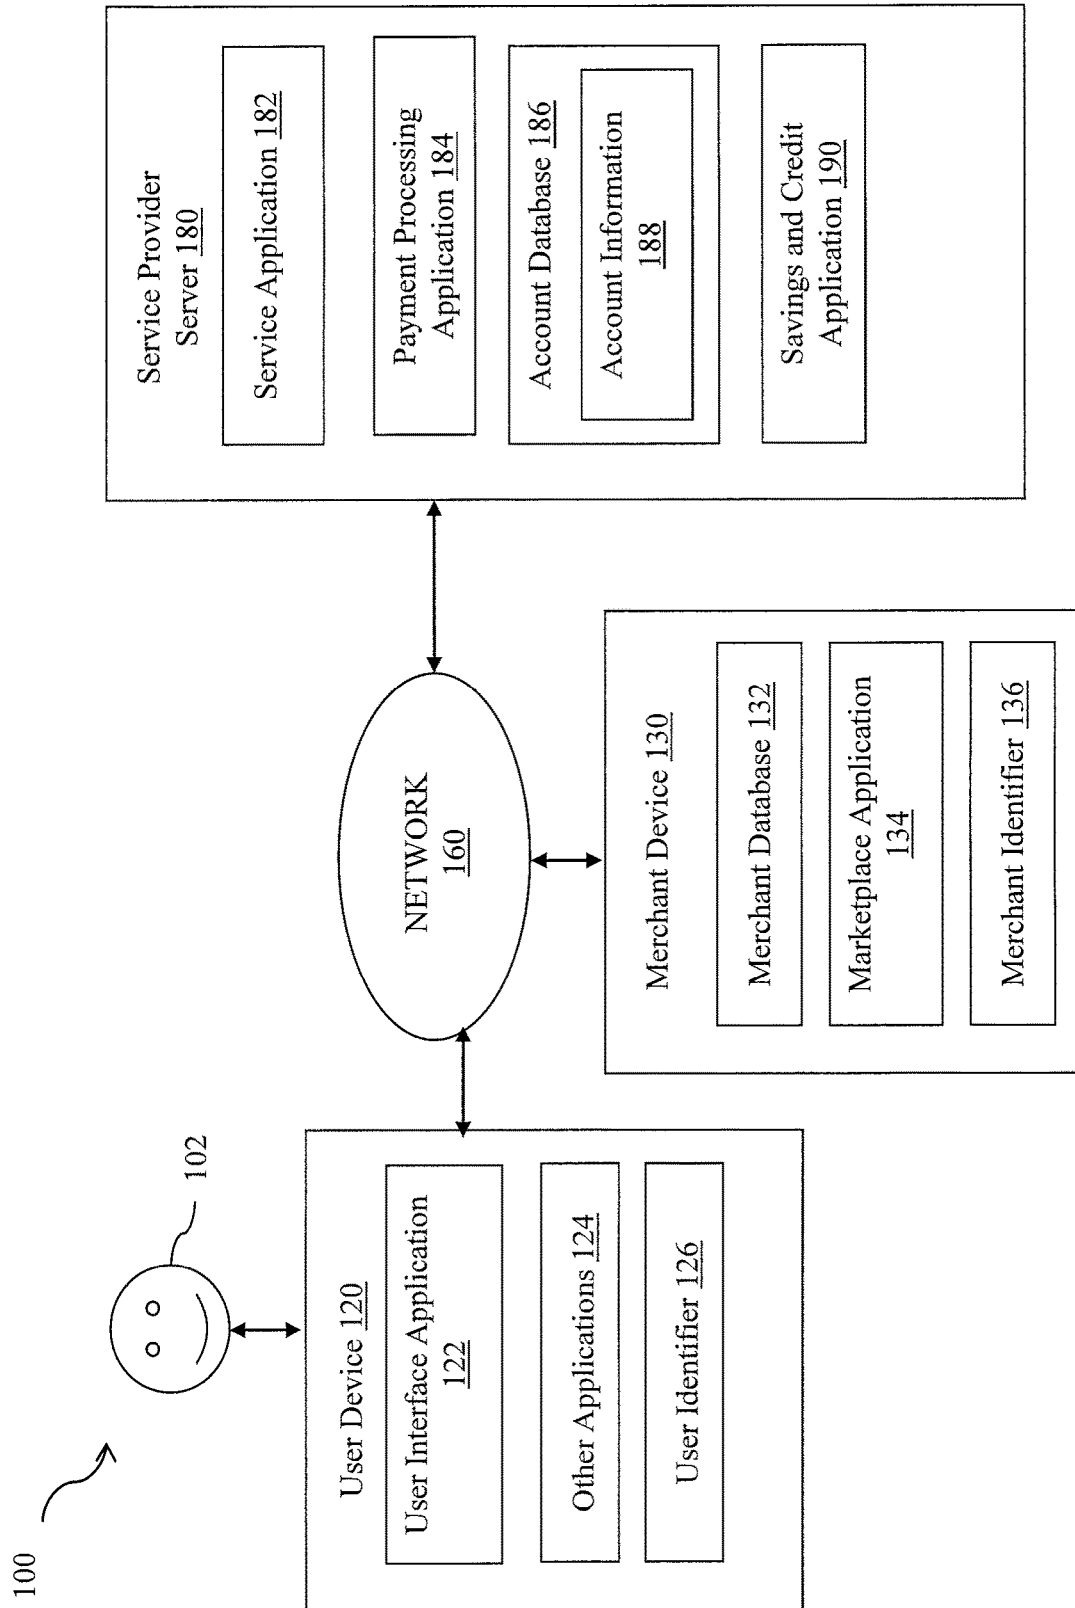 100
102
User Device 120
User Interface Application
122
Other Applications 124
User Identifier 126
NETWORK
160
Merchant Device 130
Merchant Database 132
Marketplace Application
134
Merchant Identifier 136
Service Provider
Server 180
Service Application 182
Payment Processing
Application 184
Account Database 186
Account Information
188
Savings and Credit
Application 190